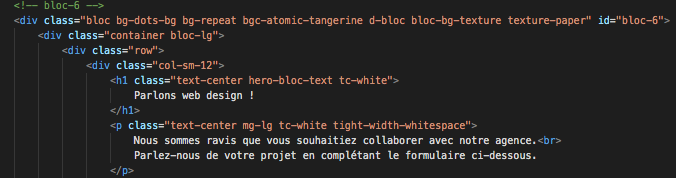 <!-- bloc-6 -->
<div class="bloc bg-dots-bg bg-repeat bgc-atomic-tangerine d-bloc bloc-bg-texture texture-paper" id="bloc-6">
<div class="container bloc-lg">
<div class="row">
<div class="col-sm-12">
<h1 class="text-center hero-bloc-text tc-white">
Parlons web design !
</h1>
<p class="text-center mg-lg tc-white tight-width-whitespace">
Nous sommes ravis que vous souhaitiez collaborer avec notre agence.<br>
Parlez-nous de votre projet en complétant le formulaire ci-dessous.
</p>